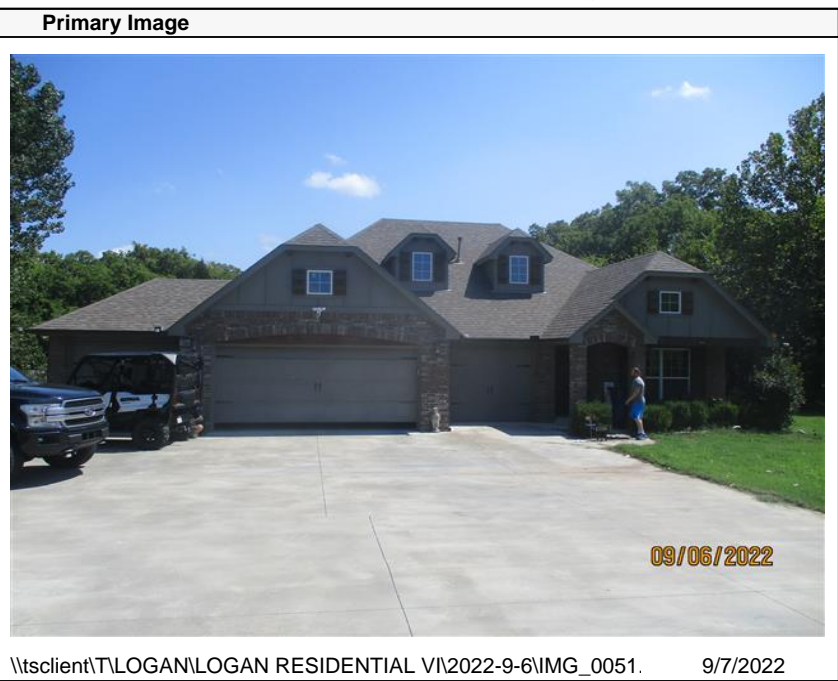 Primary Image
09/06/2022
\\tsclient\T\LOGAN\LOGAN RESIDENTIAL VI\2022-9-6\IMG_0051. 9/7/2022